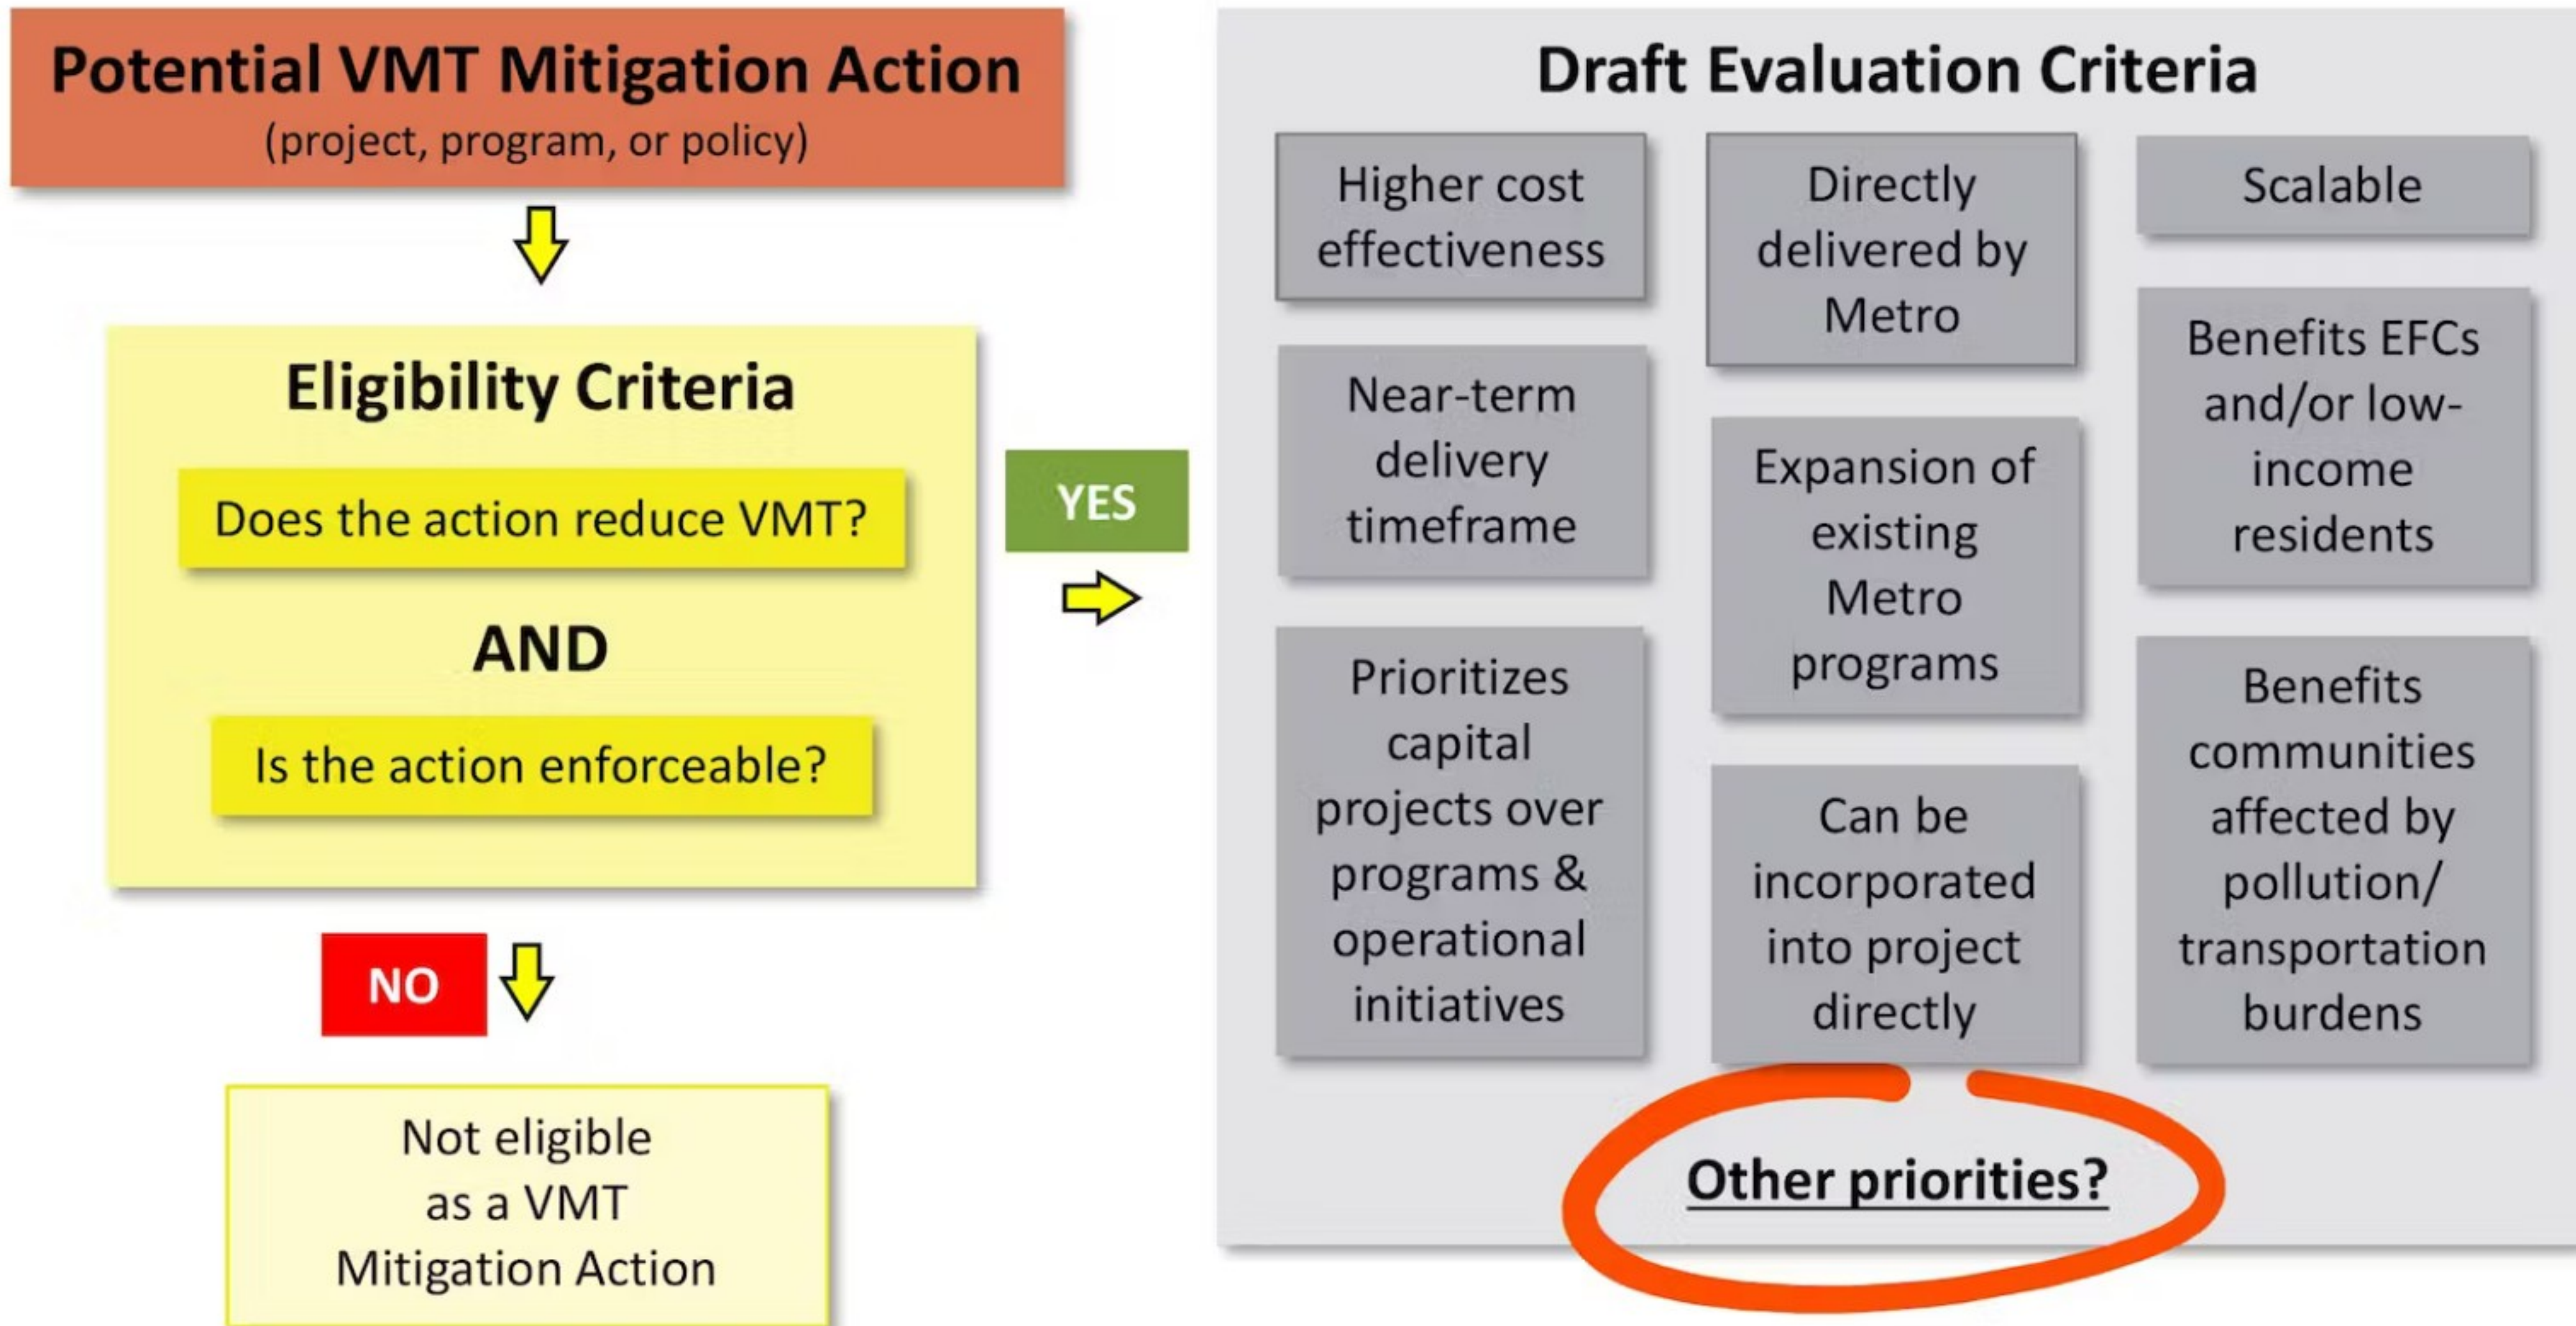 Potential VMT Mitigation Action
(project, program, or policy)
Eligibility Criteria
Does the action reduce VMT?
AND
Is the action enforceable?
YES
NO
Not eligible
as a VMT
Mitigation Action
Draft Evaluation Criteria
Higher cost
effectiveness
Near-term
delivery
timeframe
Prioritizes
capital
projects over
programs &
operational
initiatives
Directly
delivered by
Metro
Expansion of
existing
Metro
programs
Can be
incorporated
into project
directly
Scalable
Benefits EFCs
and/or low-
income
residents
Benefits
communities
affected by
pollution/
transportation
burdens
Other priorities?